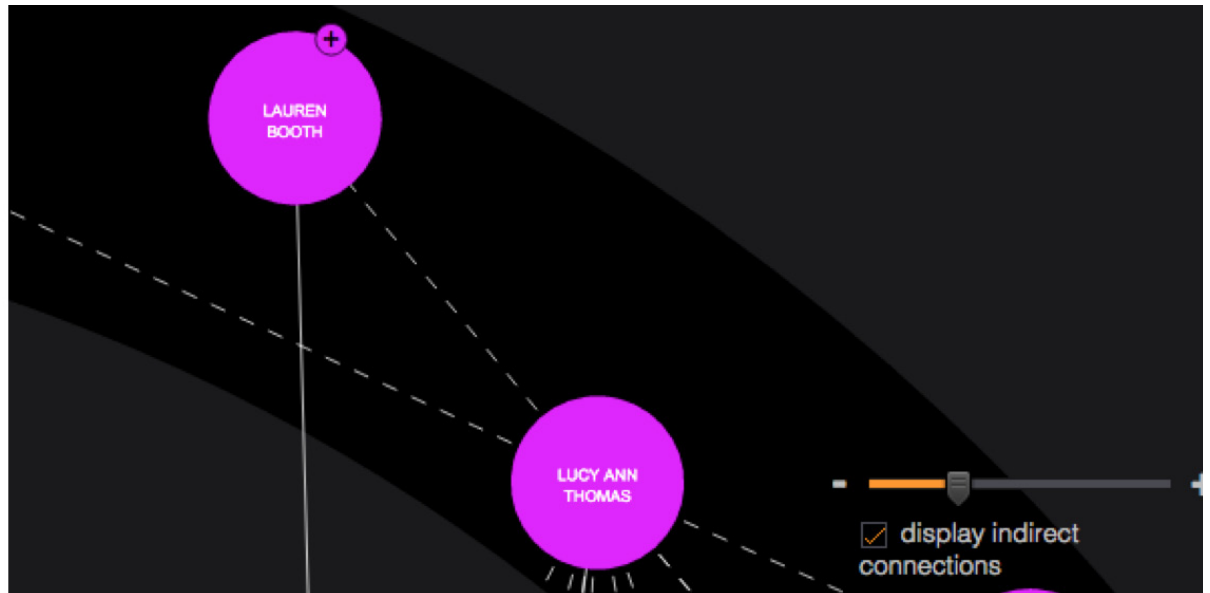 +
LAUREN
BOOTH
LUCY ANN
THOMAS
- +
display indirect
connections